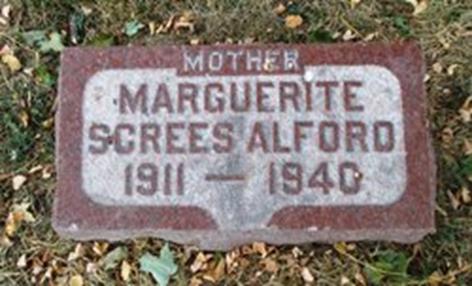 MOTHER
MARGUERITE
SCREES ALFORD
1911 — 1940